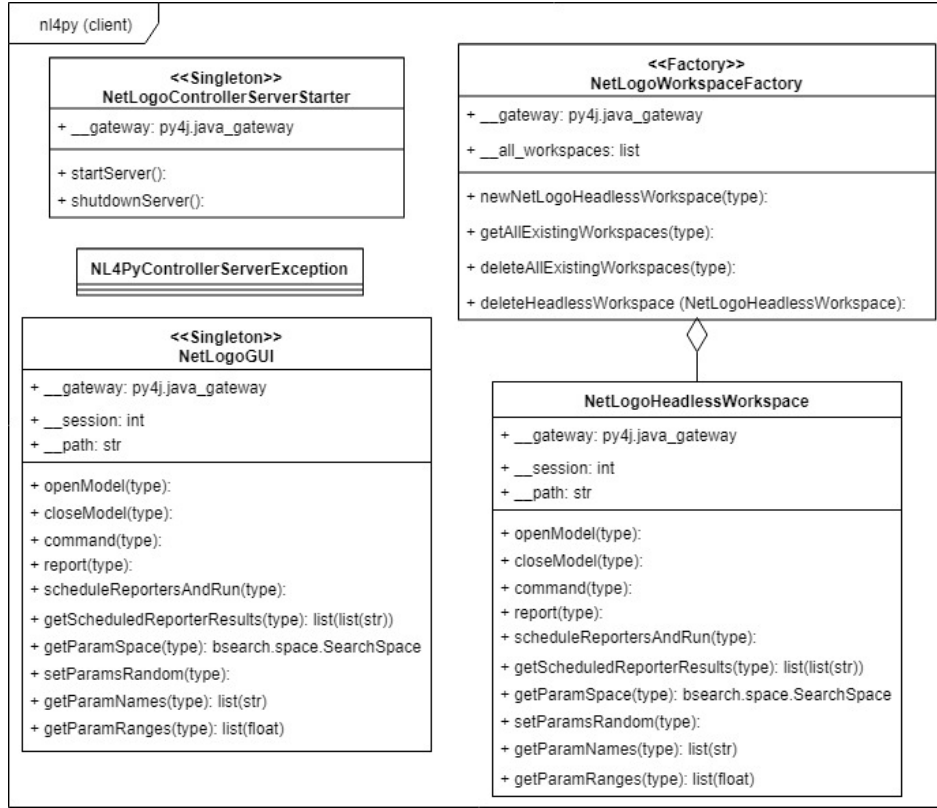 nl4py (client)
<<Singleton>>
NetLogoControllerServerStarter
+ __gateway: py4j.java_gateway
+ startServer():
+ shutdownServer():
NL4PyControllerServerException
<<Singleton>>
NetLogoGUI
+ __gateway: py4j.java_gateway
+ __session: int
+ __path: str
+ openModel(type):
+ closeModel(type):
+ command(type):
+ report(type):
+ scheduleReportersAndRun(type):
+ getScheduledReporterResults(type): list(list(str))
+ getParamSpace(type): bsearch.space.SearchSpace
+ setParamsRandom(type):
+ getParamNames(type): list(str)
+ getParamRanges(type): list(float)
<<Factory>>
NetLogoWorkspaceFactory
+ __gateway: py4j.java_gateway
+ __all_workspaces: list
+ newNetLogoHeadlessWorkspace(type):
+ getAllExistingWorkspaces(type):
+ deleteAllExistingWorkspaces(type):
+ deleteHeadlessWorkspace (NetLogoHeadlessWorkspace):
NetLogoHeadlessWorkspace
+ __gateway: py4j.java_gateway
+ __session: int
+ __path: str
+ openModel(type):
+ closeModel(type):
+ command(type):
+ report(type):
+ scheduleReportersAndRun(type):
+ getScheduledReporterResults(type): list(list(str))
+ getParamSpace(type): bsearch.space.SearchSpace
+ setParamsRandom(type):
+ getParamNames(type): list(str)
+ getParamRanges(type): list(float)